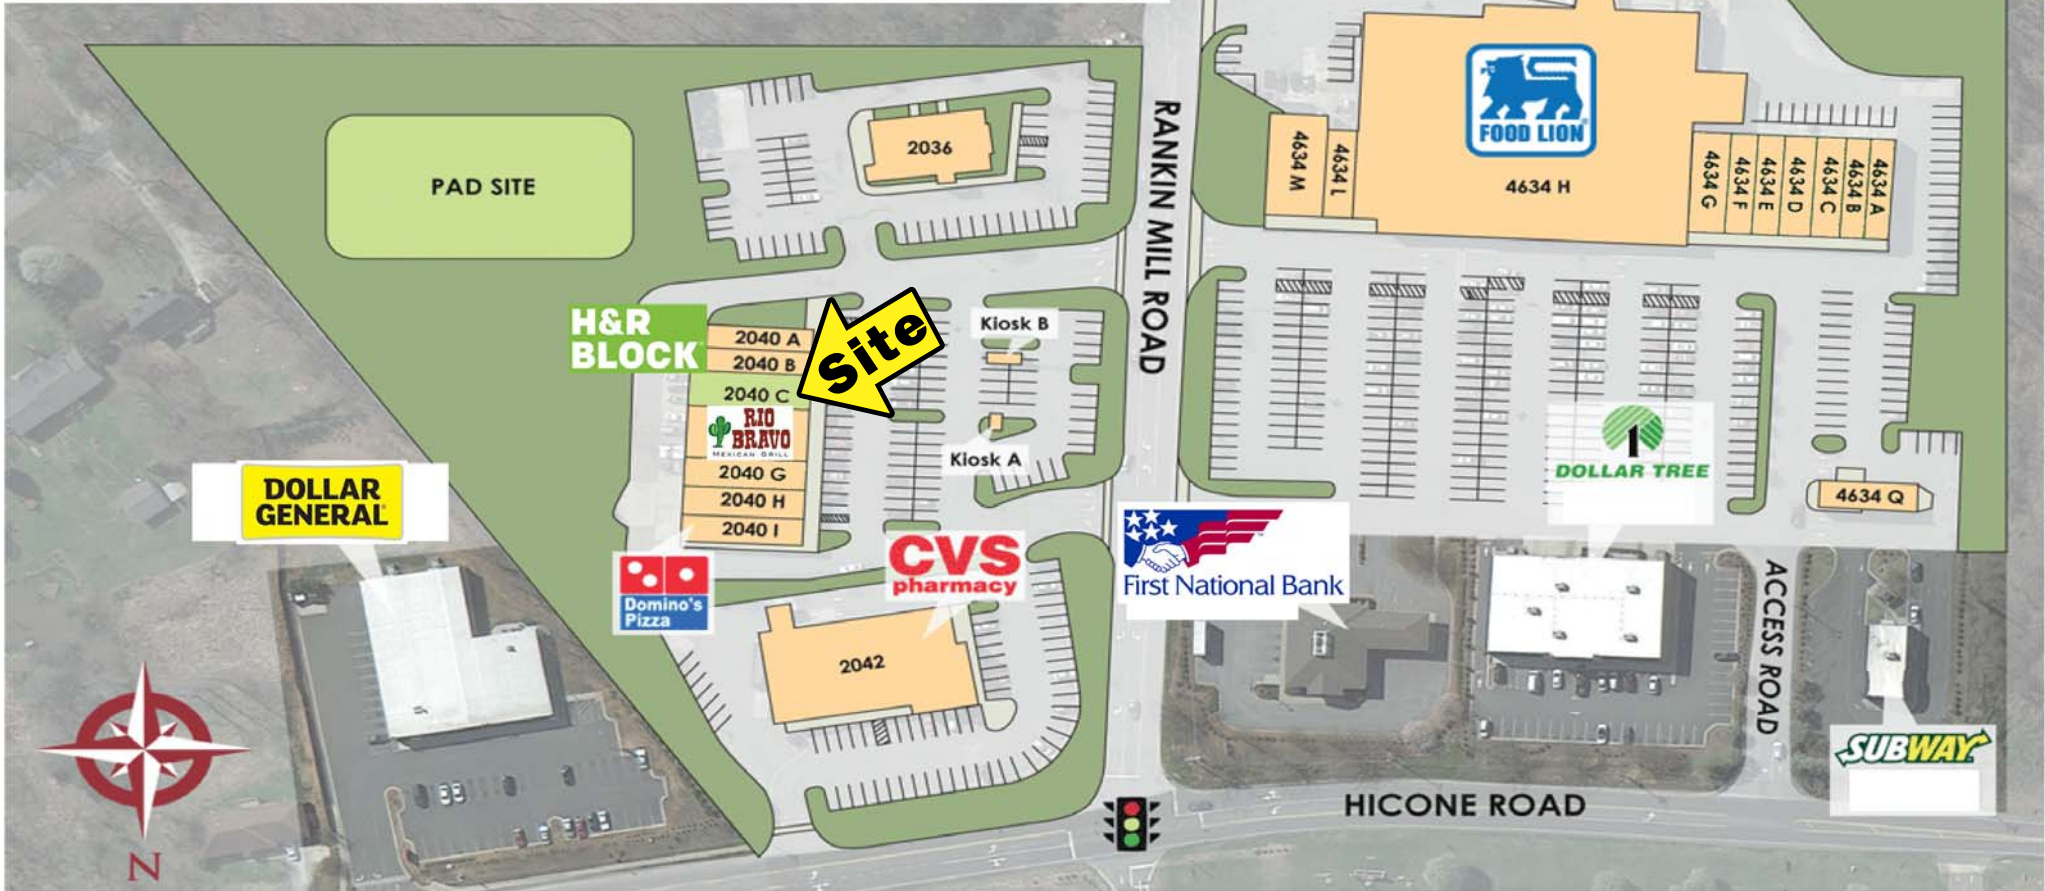 PAD SITE
2036
RANKIN MILL ROAD
FOOD LION
4634 M
4634 L
4634 H
4634 G
4634 F
4634 E
4634 D
4634 C
4634 B
4634 A
H&R
BLOCK
2040 A
2040 B
2040 C
Site
RIO
BRAVO
MEXICAN GRILL
2040 G
2040 H
2040 I
Kiosk B
Kiosk A
DOLLAR
GENERAL
Domino's
Pizza
CVS
pharmacy
2042
First National Bank
1
DOLLAR TREE
4634 Q
ACCESS ROAD
SUBWAY
HICONE ROAD
N